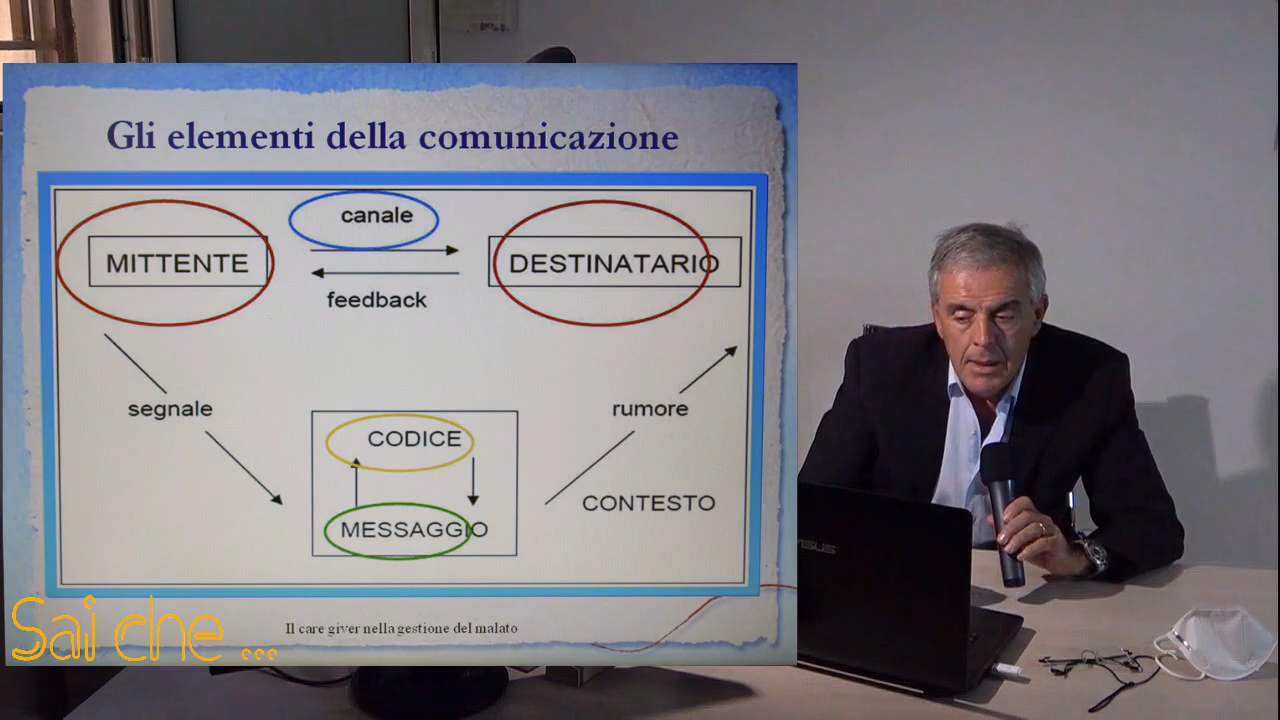 Gli elementi della comunicazione
canale
MITTENTE
DESTINATARIO
feedback
segnale
rumore
CODICE
CONTESTO
MESSAGGIO
Il care giver nella gestione del malato
Sai che ...
ASUS